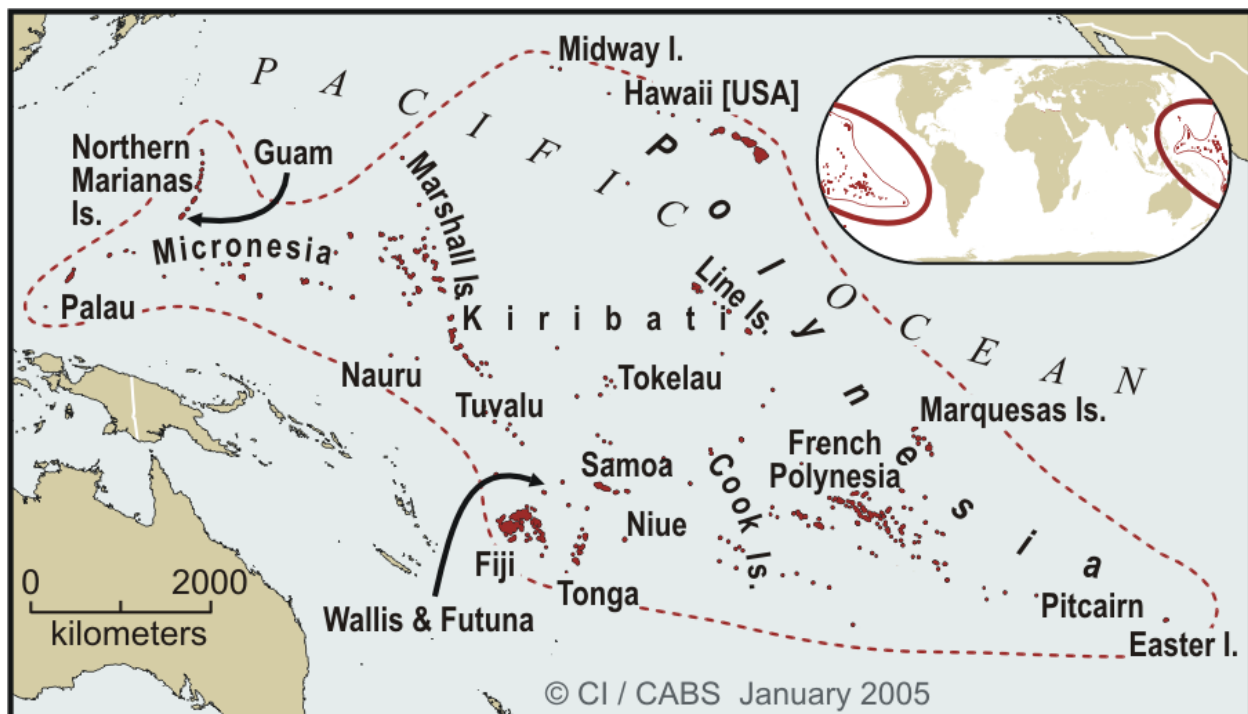 Midway I.
PACIFIC OCEAN
Hawaii [USA]
Northern
Marianas
Is.
Guam
Polynesia
Marshall Is.
Micronesia
Line Is.
Palau
Kiribati
Nauru
Tokelau
Tuvalu
Marquesas Is.
French
Polynesia
Samoa
Cook Is.
Niue
Fiji
0 2000
kilometers
Tonga
Wallis & Futuna
Pitcairn
Easter I.
© CI / CABS January 2005